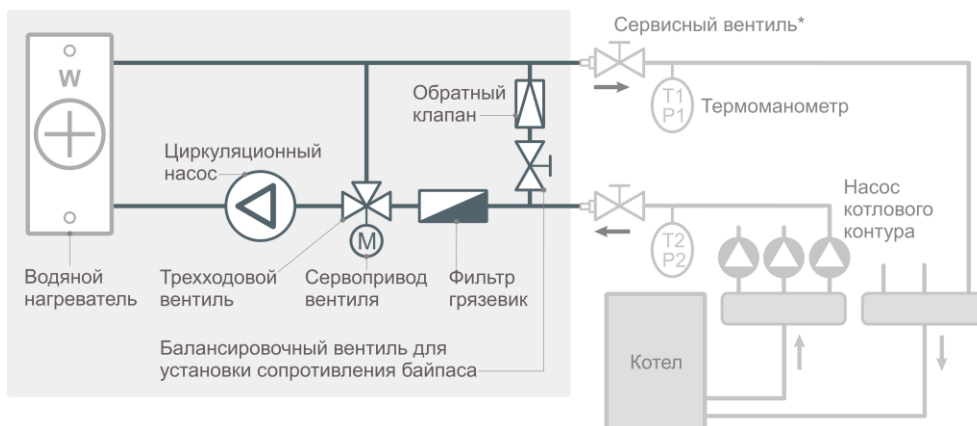 Сервисный вентиль*
W
Обратный
клапан
T1
P1
Термоманометр
Циркуляционный
насос
Насос
котлового
контура
M
T2
P2
Водяной
нагреватель
Трехходовой
вентиль
Сервопривод
вентиля
Фильтр
грязевик
Балансировочный вентиль для
установки сопротивления байпаса
Котел